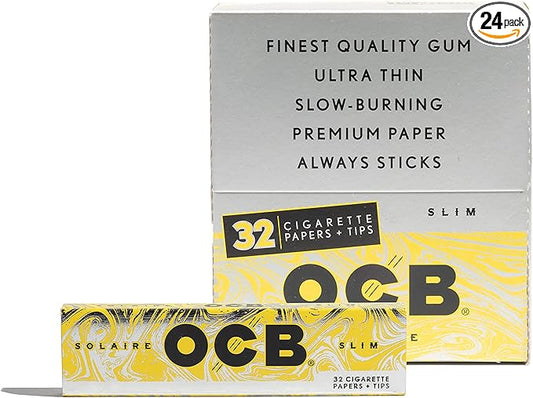 24 pack
FINEST QUALITY GUM
ULTRA THIN
SLOW-BURNING
PREMIUM PAPER
ALWAYS STICKS
SLIM
32 CIGARETTE
PAPERS + TIPS
OCB®
SOLAIRE OCB® SLIM
32 CIGARETTE
PAPERS + TIPS